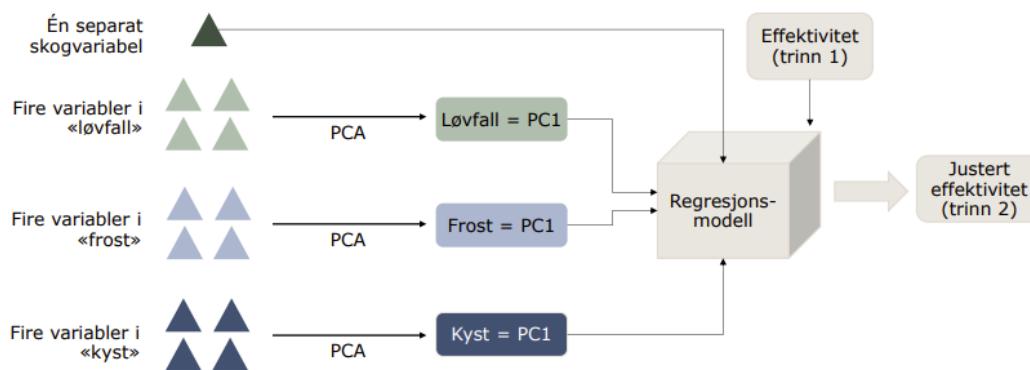 Én separat
skogvariabel
Effektivitet
(trinn 1)
Fire variabler i
«løvfall»
PCA
Løvfall = PC1
Regresjons-
modell
Justert
effektivitet
(trinn 2)
Fire variabler i
«frost»
PCA
Frost = PC1
Fire variabler i
«kyst»
PCA
Kyst = PC1